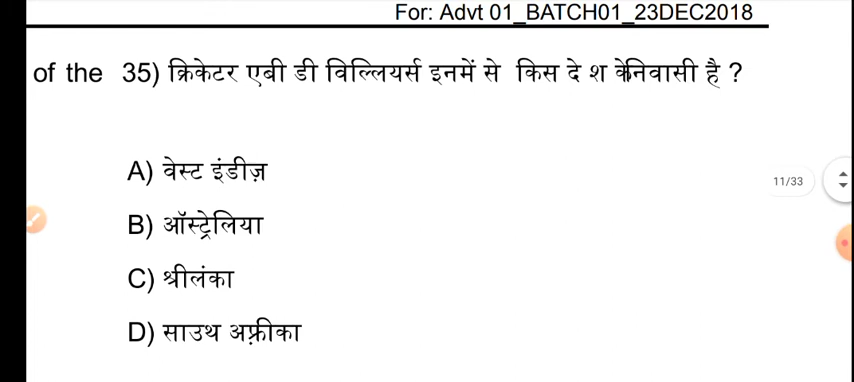 For: Advt 01_BATCH01_23DEC2018
of the 35) क्रिकेटर एबी डी विल्लियर्स इनमें से किस दे श केनिवासी है ?
A) वेस्ट इंडीज़
11/33
B) ऑस्ट्रेलिया
C) श्रीलंका
D) साउथ अफ़्रीका